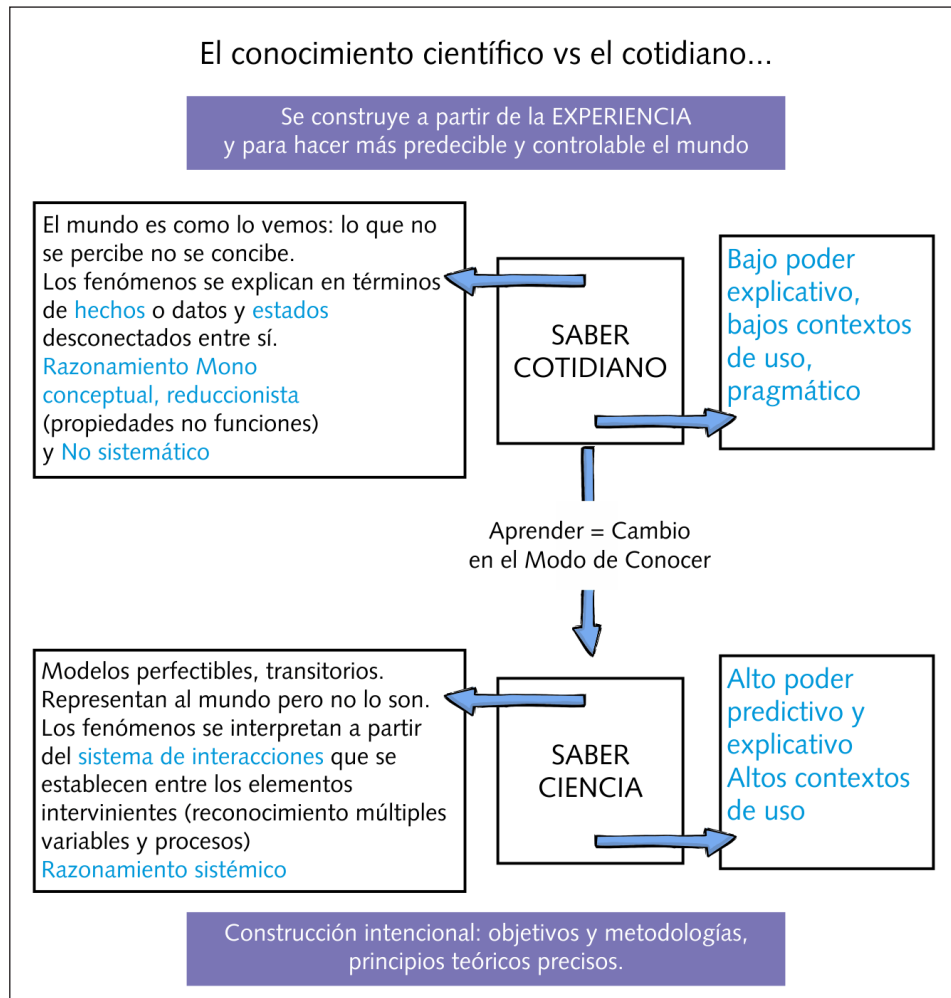 El conocimiento científico vs el cotidiano...
Se construye a partir de la EXPERIENCIA
y para hacer más predecible y controlable el mundo
El mundo es como lo vemos: lo que no
se percibe no se concibe.
Los fenómenos se explican en términos
de hechos o datos y estados
desconectados entre sí.
Razonamiento Mono
conceptual, reduccionista
(propiedades no funciones)
y No sistemático
SABER
COTIDIANO
Bajo poder
explicativo,
bajos contextos
de uso,
pragmático
Aprender = Cambio
en el Modo de Conocer
Modelos perfectibles, transitorios.
Representan al mundo pero no lo son.
Los fenómenos se interpretan a partir
del sistema de interacciones que se
establecen entre los elementos
intervinientes (reconocimiento múltiples
variables y procesos)
Razonamiento sistémico
SABER
CIENCIA
Alto poder
predictivo y
explicativo
Altos contextos
de uso
Construcción intencional: objetivos y metodologías,
principios teóricos precisos.